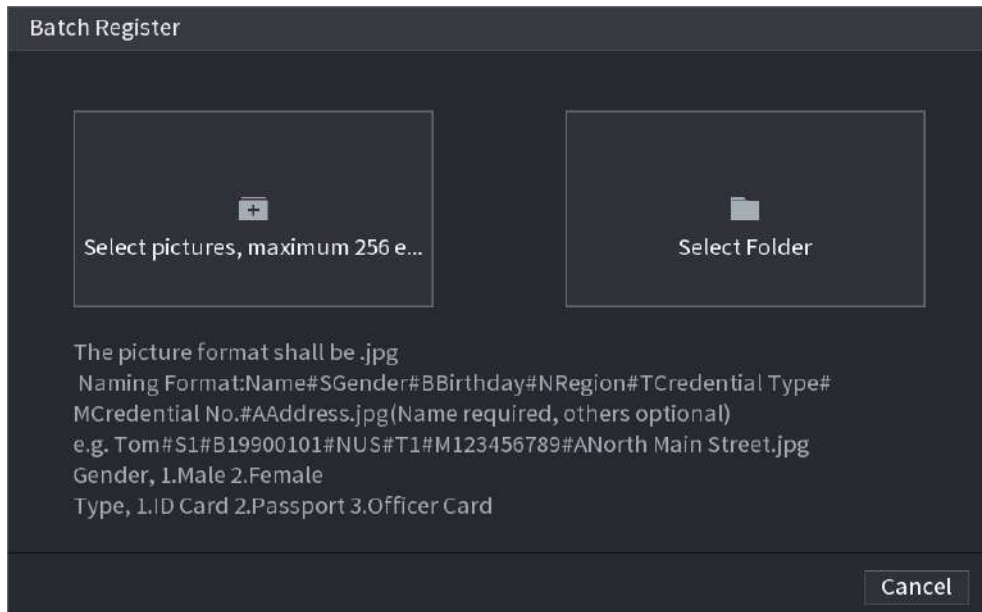 Batch Register
Select pictures, maximum 256 e...
Select Folder
The picture format shall be .jpg
Naming Format:Name#SGender#BBirthday#NRegion#TCredential Type#
MCredential No.#AAddress.jpg(Name required, others optional)
e.g. Tom#S1#B19900101#NUS#T1#M123456789#ANorth Main Street.jpg
Gender, 1.Male 2.Female
Type, 1.ID Card 2.Passport 3.Officer Card
Cancel